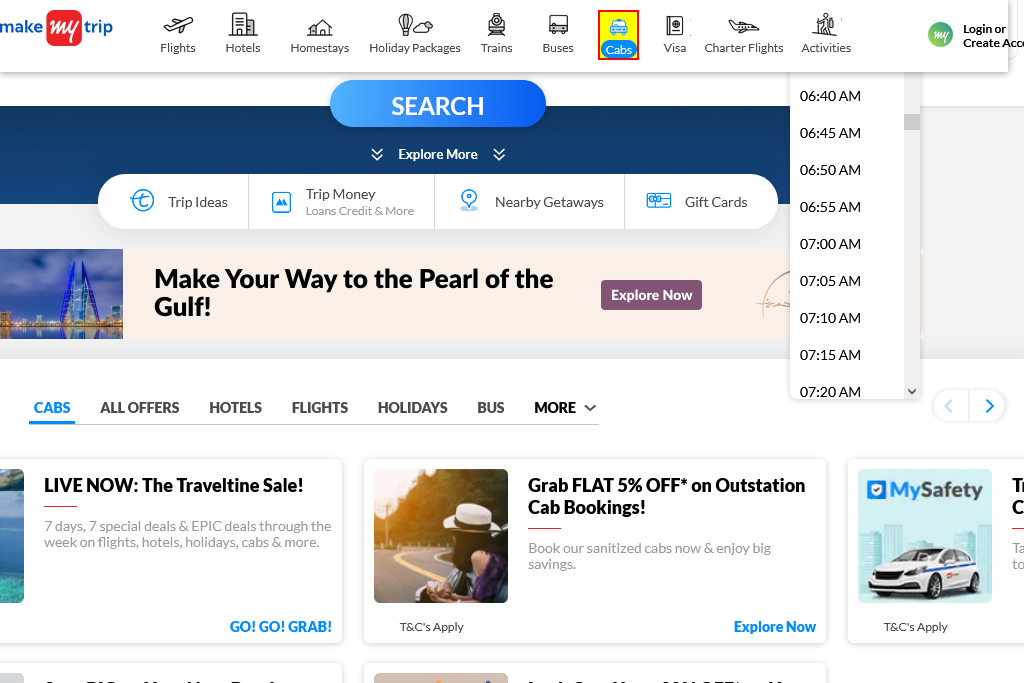 make my trip
Flights
Hotels
Homestays
Holiday Packages
Trains
Buses
Cabs
Visa
Charter Flights
Activities
my
Login or
Create Acco
06:40 AM
06:45 AM
06:50 AM
06:55 AM
07:00 AM
07:05 AM
07:10 AM
07:15 AM
07:20 AM
SEARCH
Explore More
Trip Ideas
Trip Money
Loans Credit & More
Nearby Getaways
Gift Cards
Make Your Way to the Pearl of the
Gulf!
Explore Now
CABS
ALL OFFERS
HOTELS
FLIGHTS
HOLIDAYS
BUS
MORE
LIVE NOW: The Traveltine Sale!
7 days, 7 special deals & EPIC deals through the
week on flights, hotels, holidays, cabs & more.
GO! GO! GRAB!
Grab FLAT 5% OFF* on Outstation
Cab Bookings!
Book our sanitized cabs now & enjoy big
savings.
T&C's Apply
Explore Now
MySafety
T&C's Apply